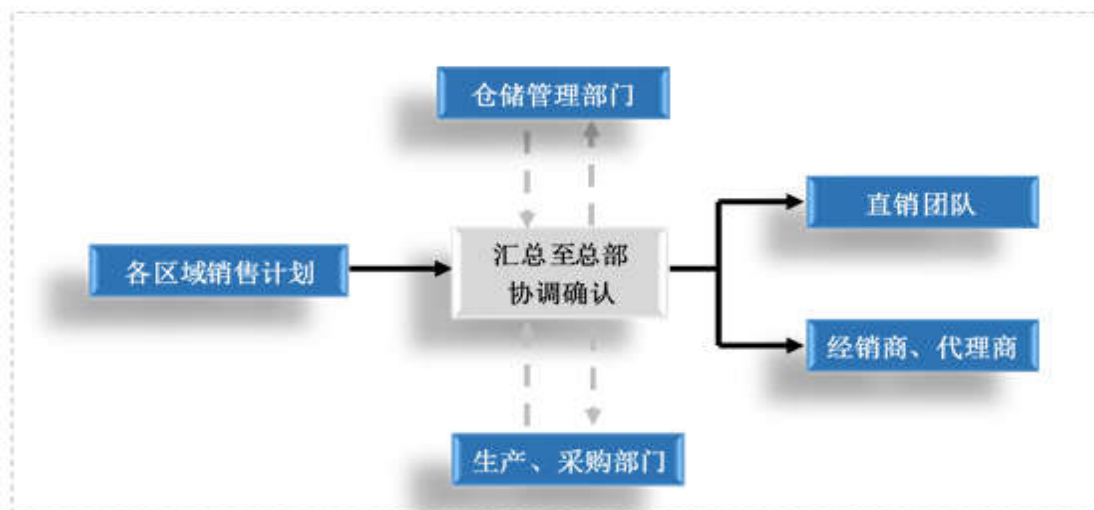 仓储管理部门
直销团队
各区域销售计划
汇总至总部
协调确认
经销商、代理商
生产、采购部门